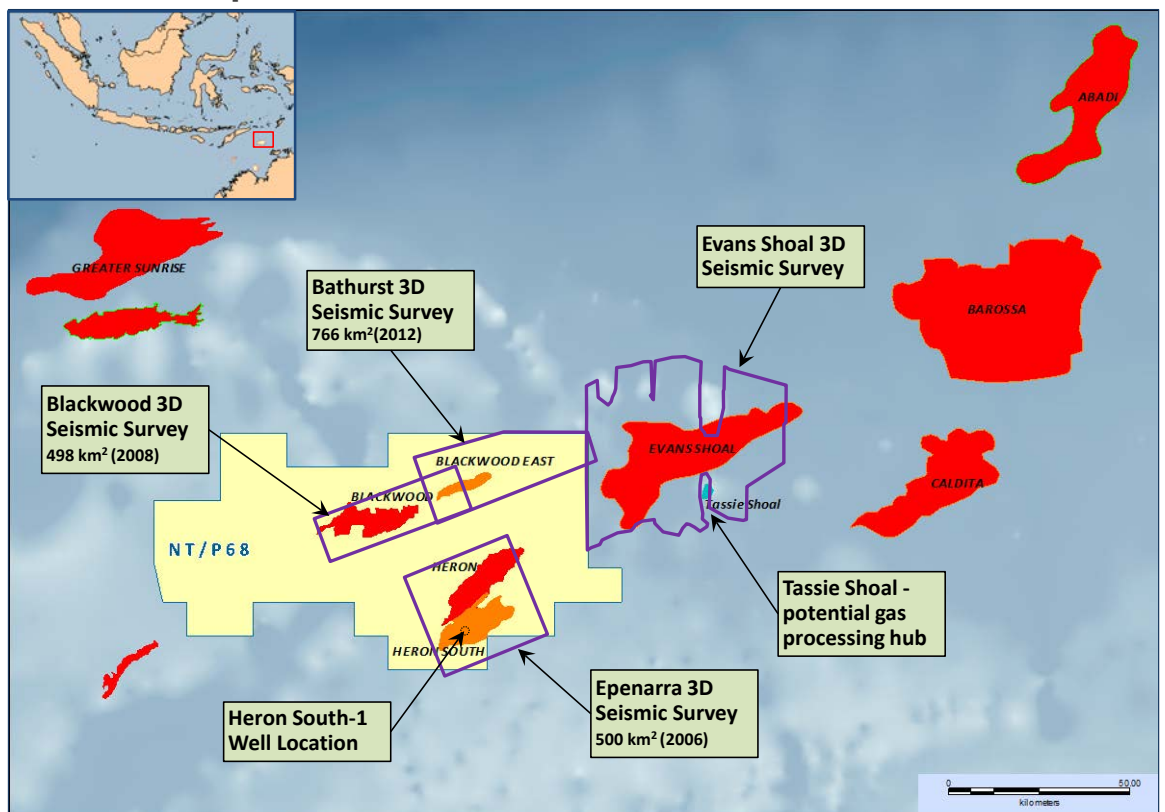 ABADI
GREATER SUNRISE
Evans Shoal 3D
Seismic Survey
Bathurst 3D
Seismic Survey
766 km² (2012)
BAROSSA
Blackwood 3D
Seismic Survey
498 km² (2008)
EVANS SHOAL
BLACKWOOD EAST
CALDITA
BLACKWOOD
Tassie Shoal
NT/P68
HERON
Tassie Shoal -
potential gas
processing hub
HERON SOUTH
Heron South-1
Well Location
Epenarra 3D
Seismic Survey
500 km² (2006)
0 50.00
kilometers